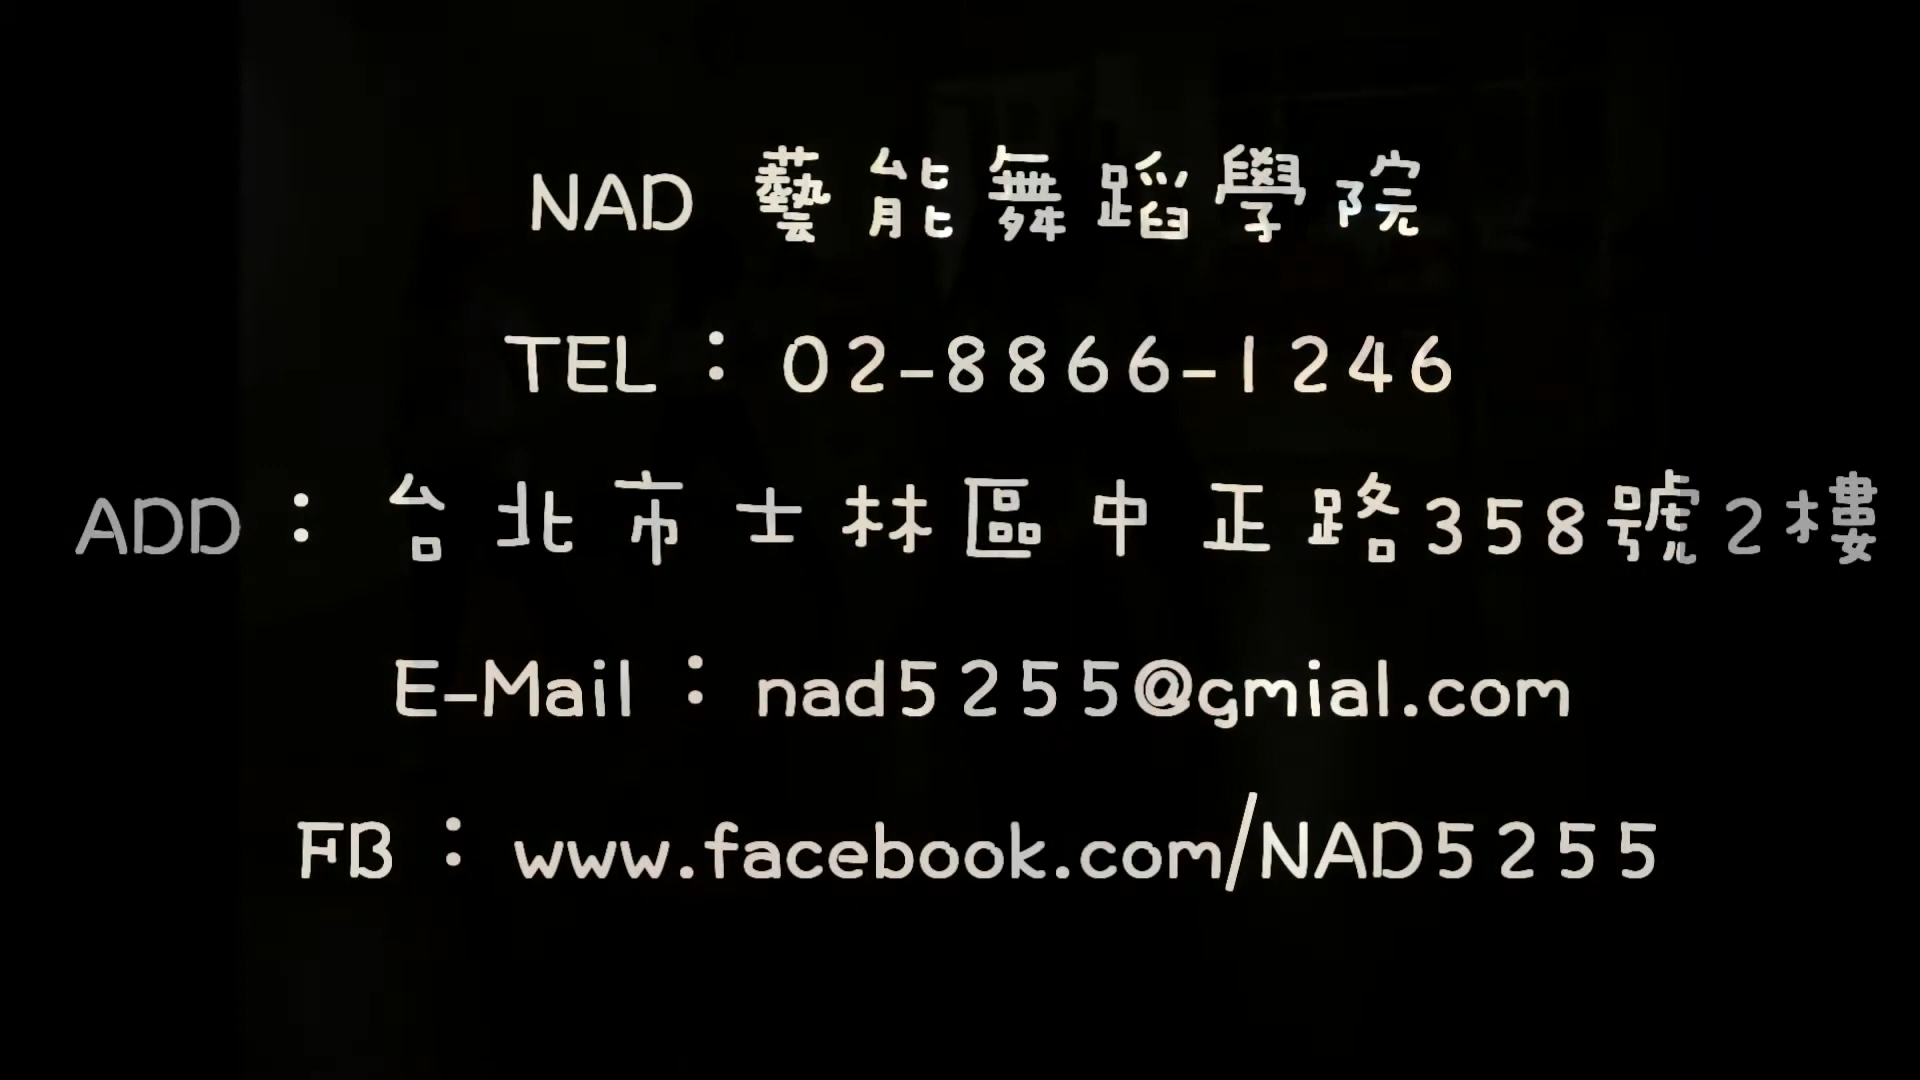 NAD 藝能舞蹈學院
TEL：02-8866-1246
ADD：台北市士林區中正路358號2樓
E-Mail：nad5255@gmial.com
FB：www.facebook.com/NAD5255